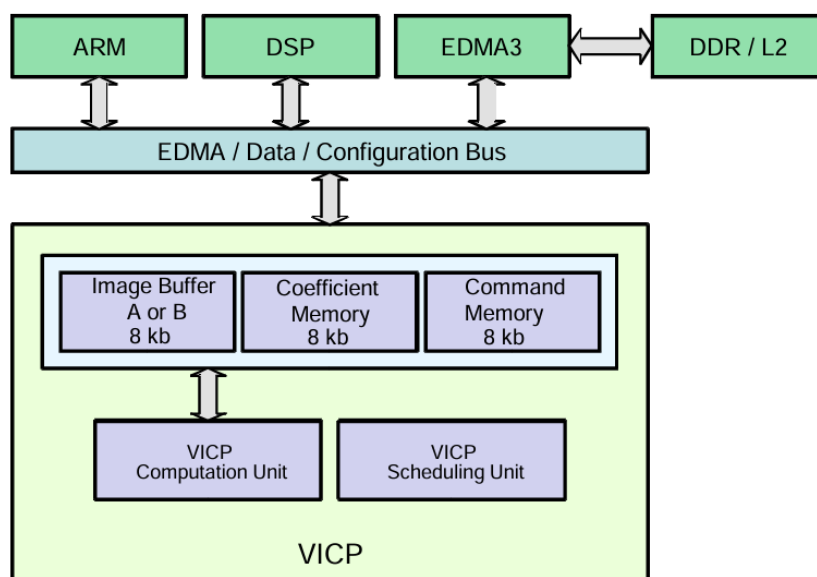 ARM
DSP
EDMA3
DDR / L2
EDMA / Data / Configuration Bus
Image Buffer
A or B
8 kb
Coefficient
Memory
8 kb
Command
Memory
8 kb
VICP
Computation Unit
VICP
Scheduling Unit
VICP